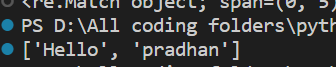 <re.Match object; span=(0, 5)
PS D:\All coding folders\pyth
['Hello', 'pradhan']